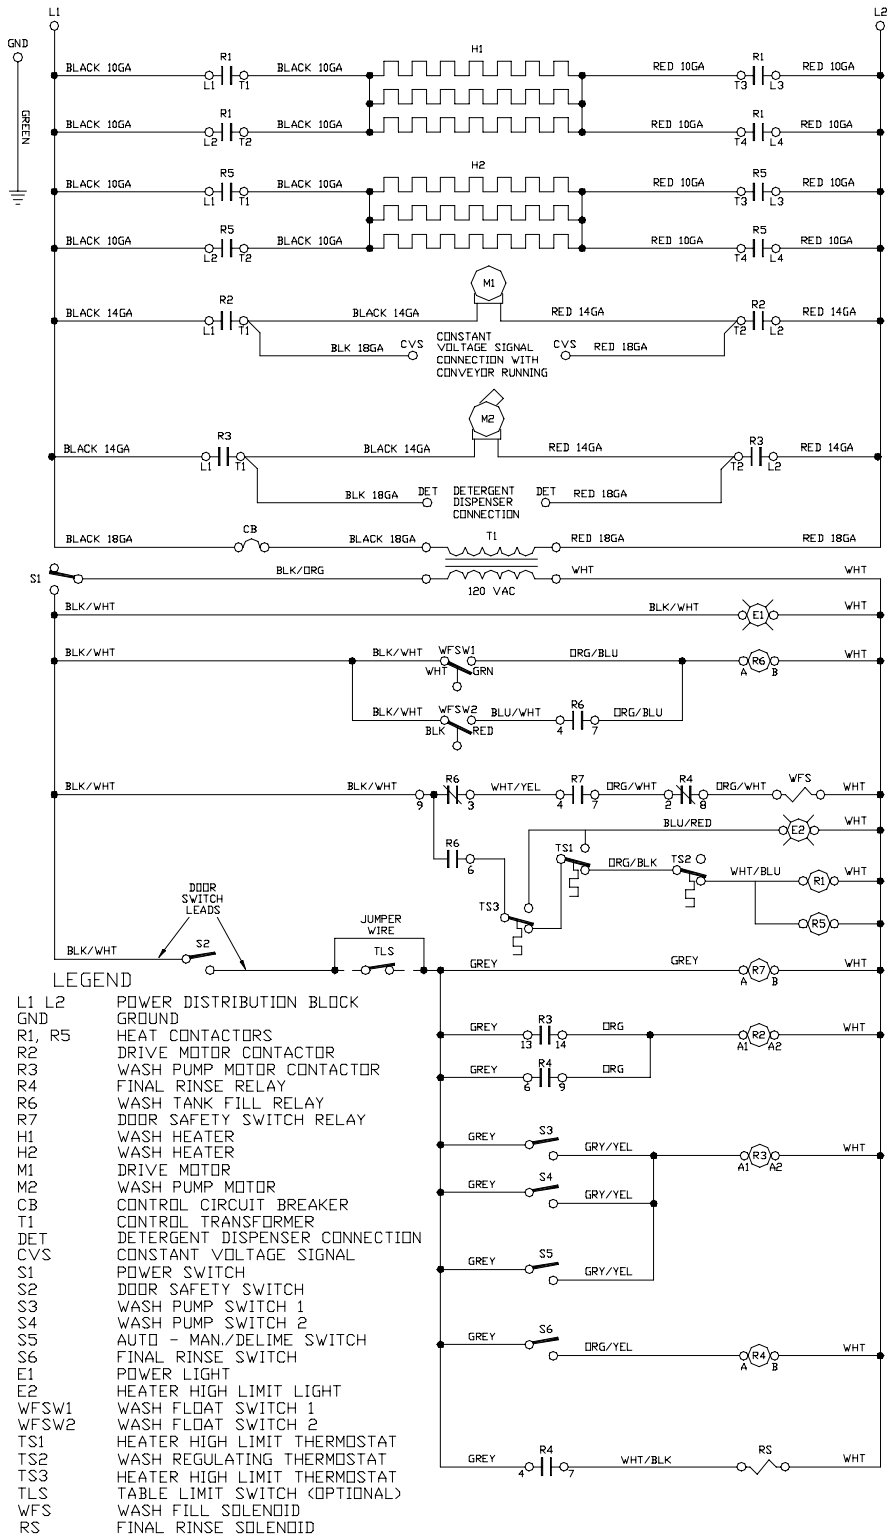 L1 L2
GND
GREEN
H1
BLACK 10GA R1 BLACK 10GA RED 10GA R1 RED 10GA
L1 T1 T3 L3
BLACK 10GA R1 BLACK 10GA RED 10GA R1 RED 10GA
L2 T2 T4 L4
H2
BLACK 10GA R5 BLACK 10GA RED 10GA R5 RED 10GA
L1 T1 T3 L3
BLACK 10GA R5 BLACK 10GA RED 10GA R5 RED 10GA
L2 T2 T4 L4
M1
BLACK 14GA R2 BLACK 14GA RED 14GA R2 RED 14GA
L1 T1 T2 L2
BLK 18GA CVS CVS RED 18GA
CONSTANT
VOLTAGE SIGNAL
CONNECTION WITH
CONVEYOR RUNNING
M2
BLACK 14GA R3 BLACK 14GA RED 14GA R3 RED 14GA
L1 T1 T2 L2
BLK 18GA DET DET RED 18GA
DETERGENT
DISPENSER
CONNECTION
BLACK 18GA CB BLACK 18GA T1 RED 18GA RED 18GA
S1 BLK/ORG 120 VAC WHT WHT
BLK/WHT BLK/WHT E1 WHT
BLK/WHT BLK/WHT WFSW1 ORG/BLU R6 WHT
WHT GRN A B
BLK/WHT WFSW2 BLU/WHT R6 ORG/BLU
BLK RED 4 7
BLK/WHT BLK/WHT R6 WHT/YEL R7 ORG/WHT R4 ORG/WHT WFS WHT
9 3 4 7 2 8
BLU/RED E2 WHT
R6 6 TS1 ORG/BLK TS2 WHT/BLU R1 WHT
TS3 R5 WHT
DOOR
SWITCH
LEADS
JUMPER
WIRE
BLK/WHT S2 TLS GREY GREY R7 WHT
A B
GREY R3 ORG R2 WHT
13 14 A1 A2
GREY R4 ORG
6 9
GREY S3 GRY/YEL R3 WHT
A1 A2
GREY S4 GRY/YEL
GREY S5 GRY/YEL
GREY S6 ORG/YEL R4 WHT
A B
GREY R4 WHT/BLK RS WHT
4 7
LEGEND
L1 L2 POWER DISTRIBUTION BLOCK
GND GROUND
R1, R5 HEAT CONTACTORS
R2 DRIVE MOTOR CONTACTOR
R3 WASH PUMP MOTOR CONTACTOR
R4 FINAL RINSE RELAY
R6 WASH TANK FILL RELAY
R7 DOOR SAFETY SWITCH RELAY
H1 WASH HEATER
H2 WASH HEATER
M1 DRIVE MOTOR
M2 WASH PUMP MOTOR
CB CONTROL CIRCUIT BREAKER
T1 CONTROL TRANSFORMER
DET DETERGENT DISPENSER CONNECTION
CVS CONSTANT VOLTAGE SIGNAL
S1 POWER SWITCH
S2 DOOR SAFETY SWITCH
S3 WASH PUMP SWITCH 1
S4 WASH PUMP SWITCH 2
S5 AUTO - MAN./DELIME SWITCH
S6 FINAL RINSE SWITCH
E1 POWER LIGHT
E2 HEATER HIGH LIMIT LIGHT
WFSW1 WASH FLOAT SWITCH 1
WFSW2 WASH FLOAT SWITCH 2
TS1 HEATER HIGH LIMIT THERMOSTAT
TS2 WASH REGULATING THERMOSTAT
TS3 HEATER HIGH LIMIT THERMOSTAT
TLS TABLE LIMIT SWITCH (OPTIONAL)
WFS WASH FILL SOLENOID
RS FINAL RINSE SOLENOID